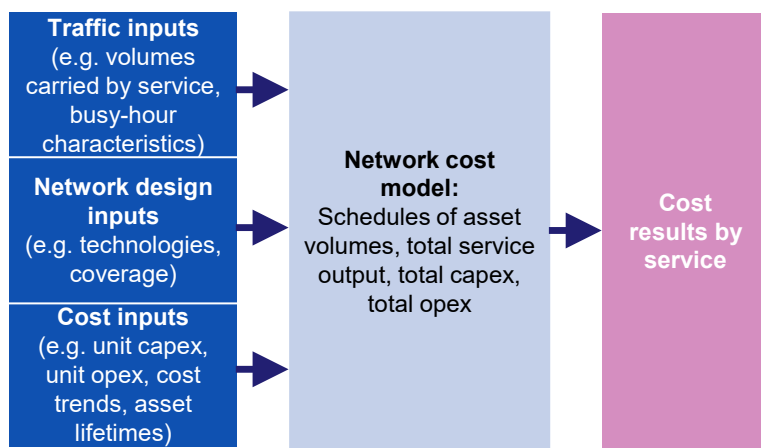 Traffic inputs
(e.g. volumes
carried by service,
busy-hour
characteristics)
Network design
inputs
(e.g. technologies,
coverage)
Cost inputs
(e.g. unit capex,
unit opex, cost
trends, asset
lifetimes)
Network cost
model:
Schedules of asset
volumes, total service
output, total capex,
total opex
Cost
results by
service